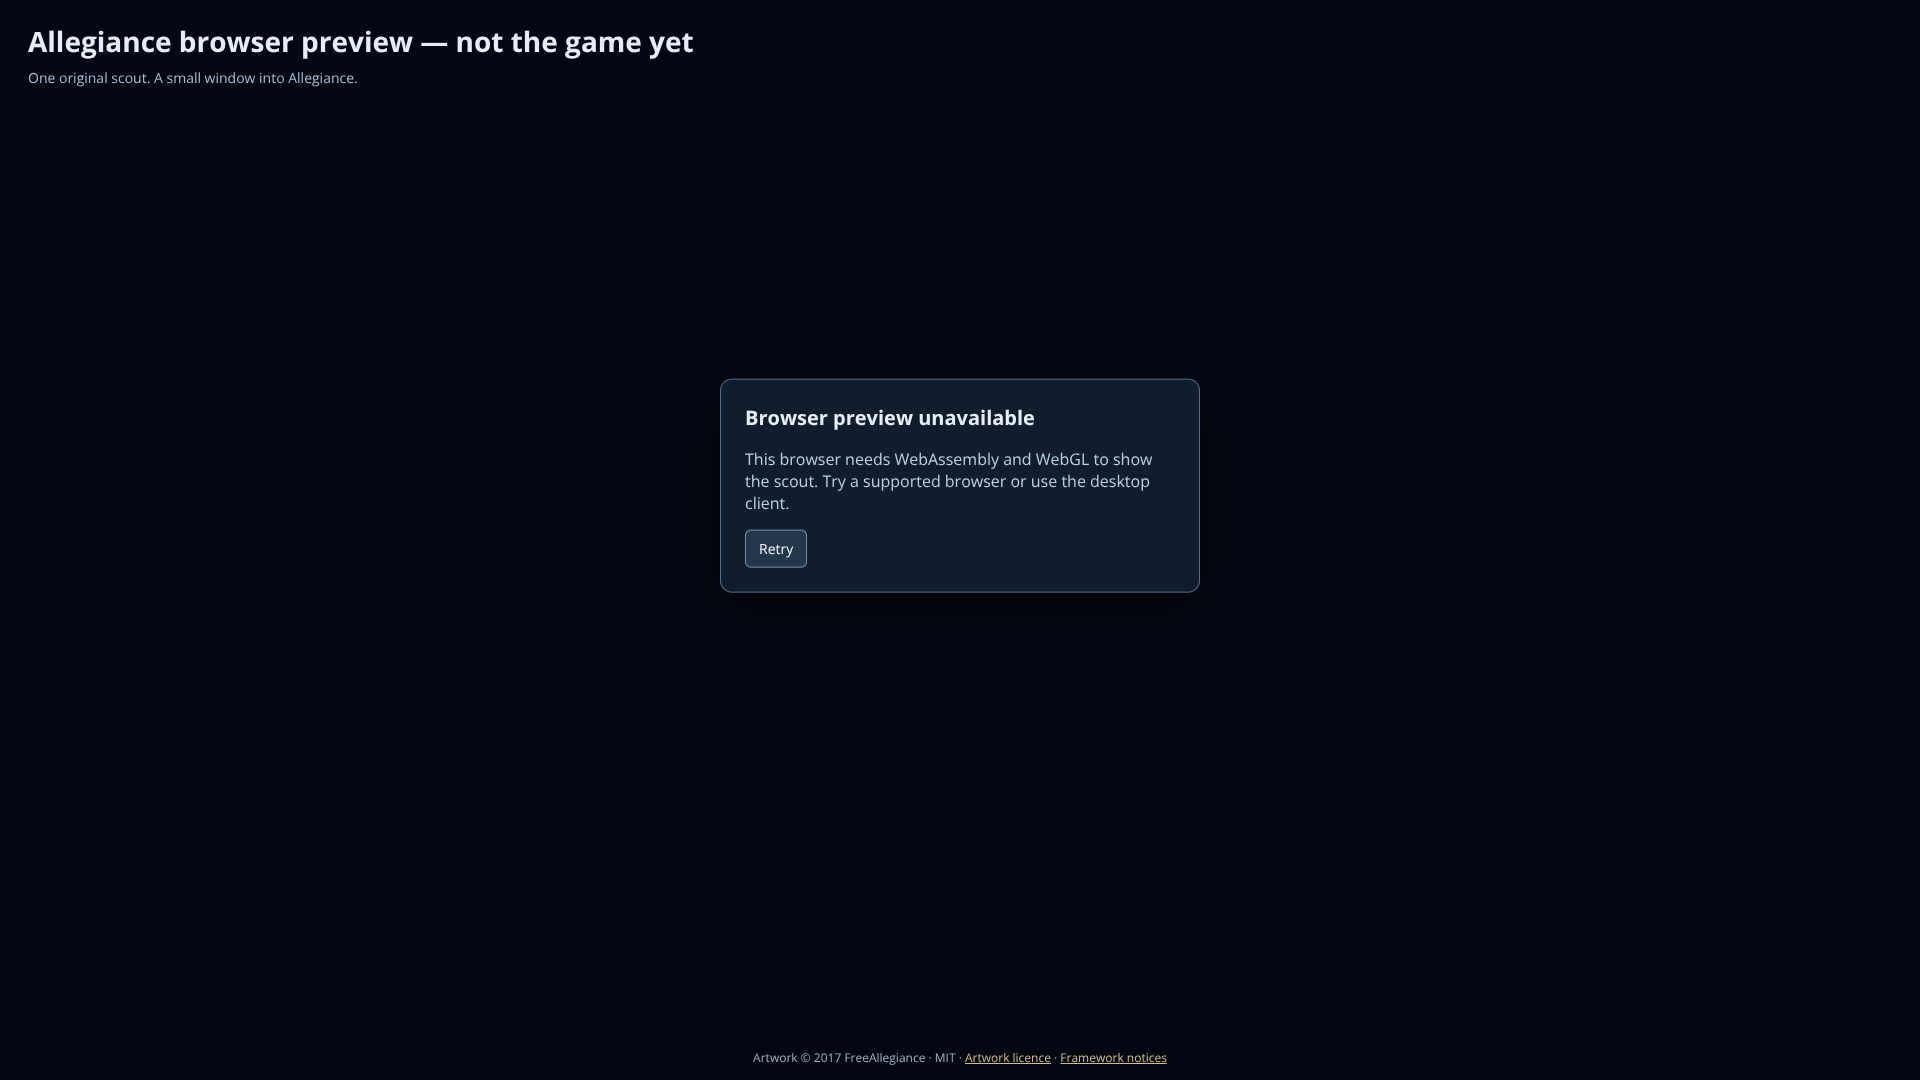 Allegiance browser preview — not the game yet
One original scout. A small window into Allegiance.
Browser preview unavailable
This browser needs WebAssembly and WebGL to show
the scout. Try a supported browser or use the desktop
client.
Retry
Artwork © 2017 FreeAllegiance · MIT · Artwork licence · Framework notices